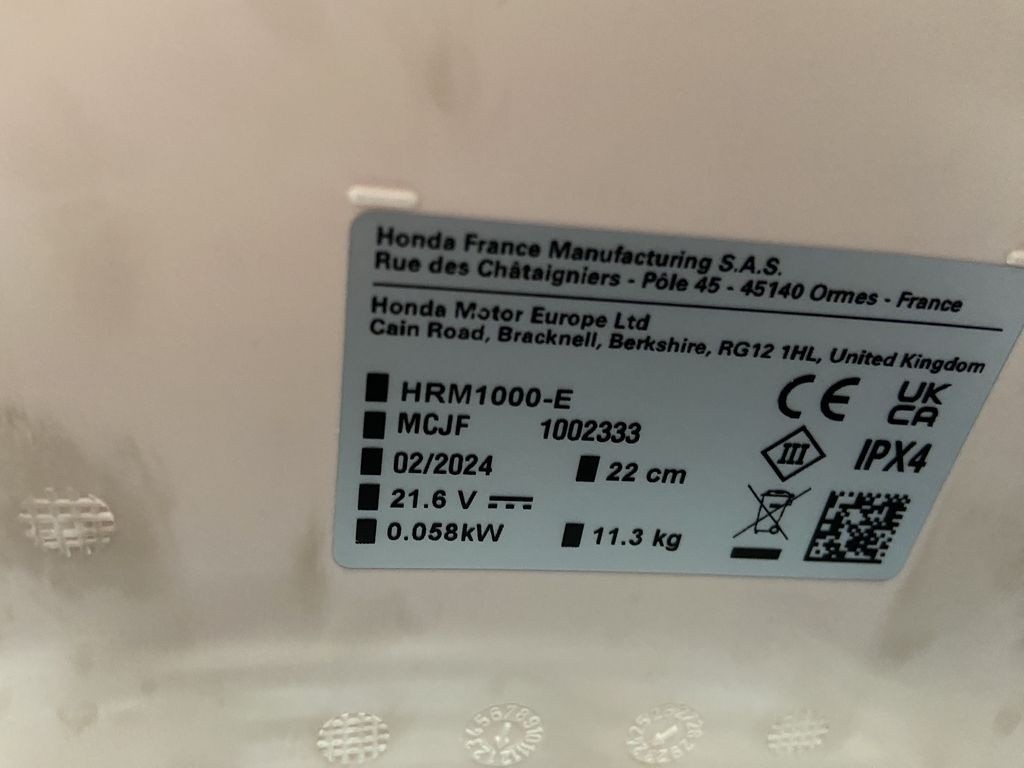 Honda France Manufacturing S.A.S.
Rue des Châtaigniers - Pôle 45 - 45140 Ormes - France
Honda Motor Europe Ltd
Cain Road, Bracknell, Berkshire, RG12 1HL, United Kingdom
HRM1000-E
MCJF 1002333
02/2024 22 cm
21.6 V
0.058kW 11.3 kg
CE UK CA
III IPX4